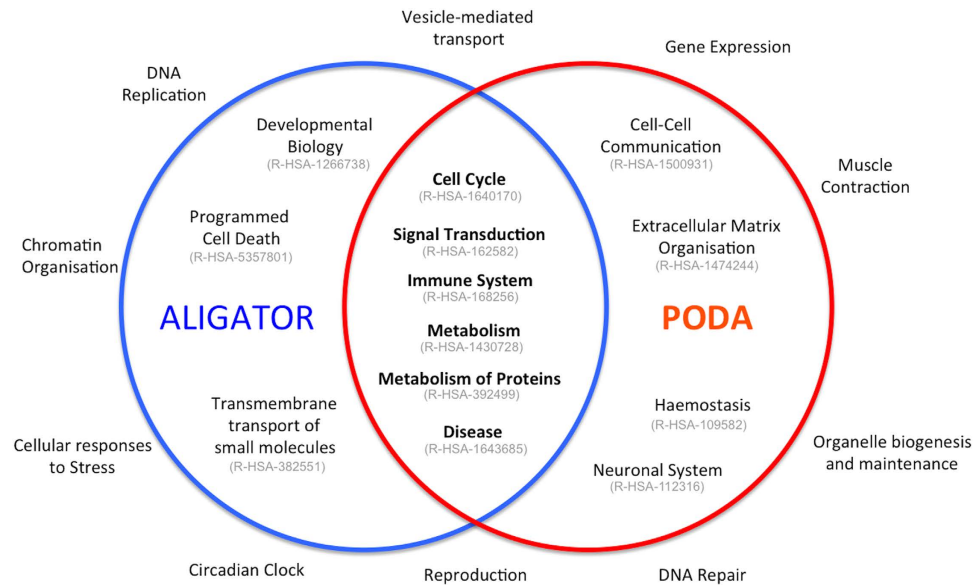 Vesicle-mediated
transport
Gene Expression
DNA
Replication
Developmental
Biology
(R-HSA-1266738)
Cell-Cell
Communication
(R-HSA-1500931)
Muscle
Contraction
Cell Cycle
(R-HSA-1640170)
Programmed
Cell Death
(R-HSA-5357801)
Signal Transduction
(R-HSA-162582)
Extracellular Matrix
Organisation
(R-HSA-1474244)
Chromatin
Organisation
Immune System
(R-HSA-168256)
ALIGATOR
Metabolism
(R-HSA-1430728)
PODA
Metabolism of Proteins
(R-HSA-392499)
Transmembrane
transport of
small molecules
(R-HSA-382551)
Haemostasis
(R-HSA-109582)
Cellular responses
to Stress
Disease
(R-HSA-1643685)
Organelle biogenesis
and maintenance
Neuronal System
(R-HSA-112316)
Circadian Clock
Reproduction
DNA Repair